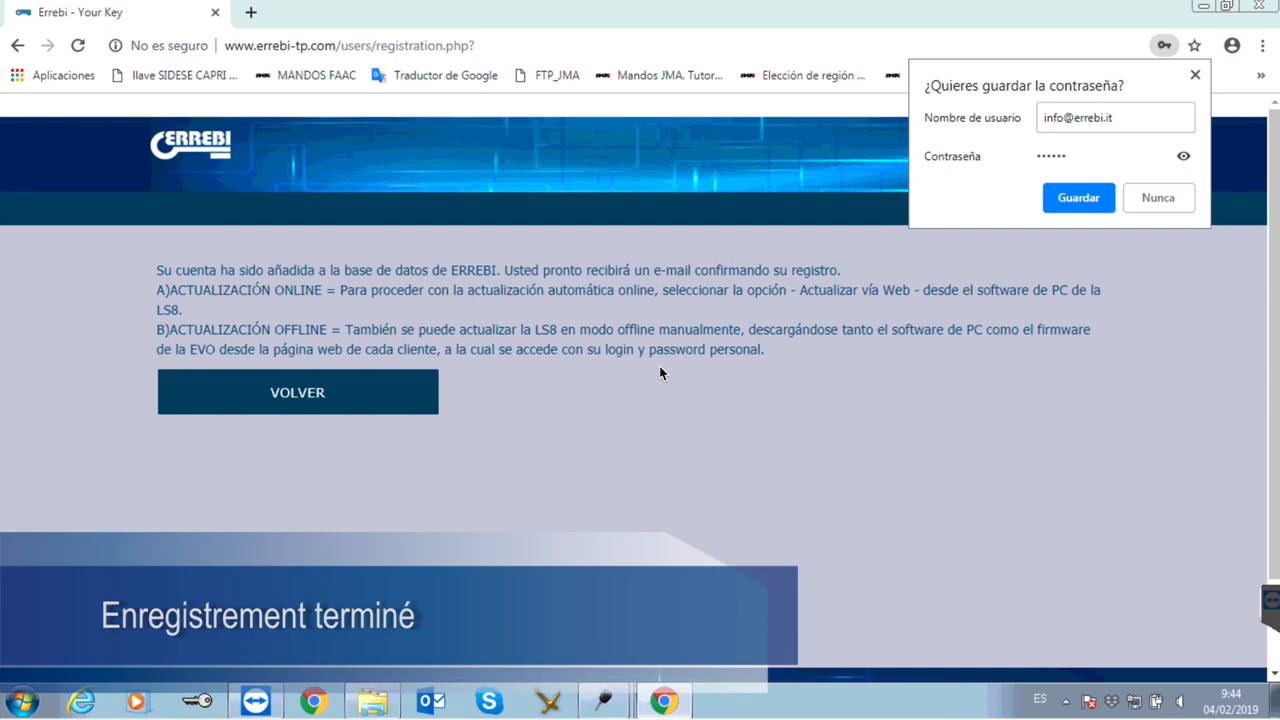 Errebi - Your Key
No es seguro
www.errebi-tp.com/users/registration.php?
Aplicaciones
llave SIDESE CAPRI ...
MANDOS FAAC
Traductor de Google
FTP_JMA
Mandos JMA. Tutor...
Elección de región ...
»
¿Quieres guardar la contraseña?
Nombre de usuario
info@errebi.it
Contraseña
••••••
Guardar
Nunca
ERREBI
Su cuenta ha sido añadida a la base de datos de ERREBI. Usted pronto recibirá un e-mail confirmando su registro.
A)ACTUALIZACIÓN ONLINE = Para proceder con la actualización automática online, seleccionar la opción - Actualizar vía Web - desde el software de PC de la
LS8.
B)ACTUALIZACIÓN OFFLINE = También se puede actualizar la LS8 en modo offline manualmente, descargándose tanto el software de PC como el firmware
de la EVO desde la página web de cada cliente, a la cual se accede con su login y password personal.
VOLVER
Enregistrement terminé
ES
9:44
04/02/2019